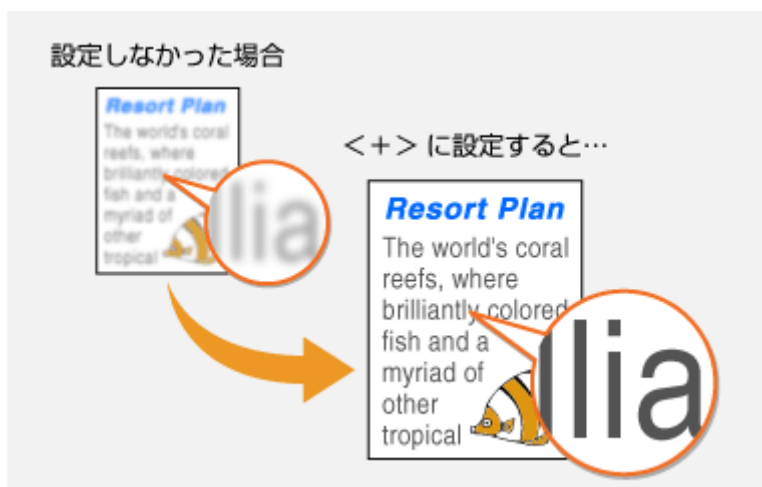 設定しなかった場合
Resort Plan
The world's coral
reefs, where
brilliantly colored
fish and a
myriad of
other
tropical
lia
<+> に設定すると…
Resort Plan
The world's coral
reefs, where
brilliantly colored
fish and a
myriad of
other
tropical
llia